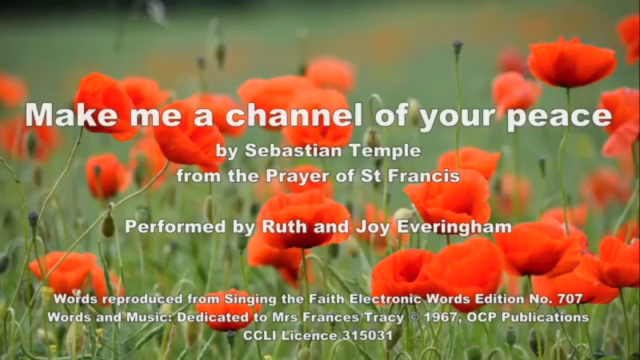 Make me a channel of your peace
by Sebastian Temple
from the Prayer of St Francis
Performed by Ruth and Joy Everingham
Words reproduced from Singing the Faith Electronic Words Edition No. 707
Words and Music: Dedicated to Mrs Frances Tracy © 1967, OCP Publications
CCLI Licence 315031